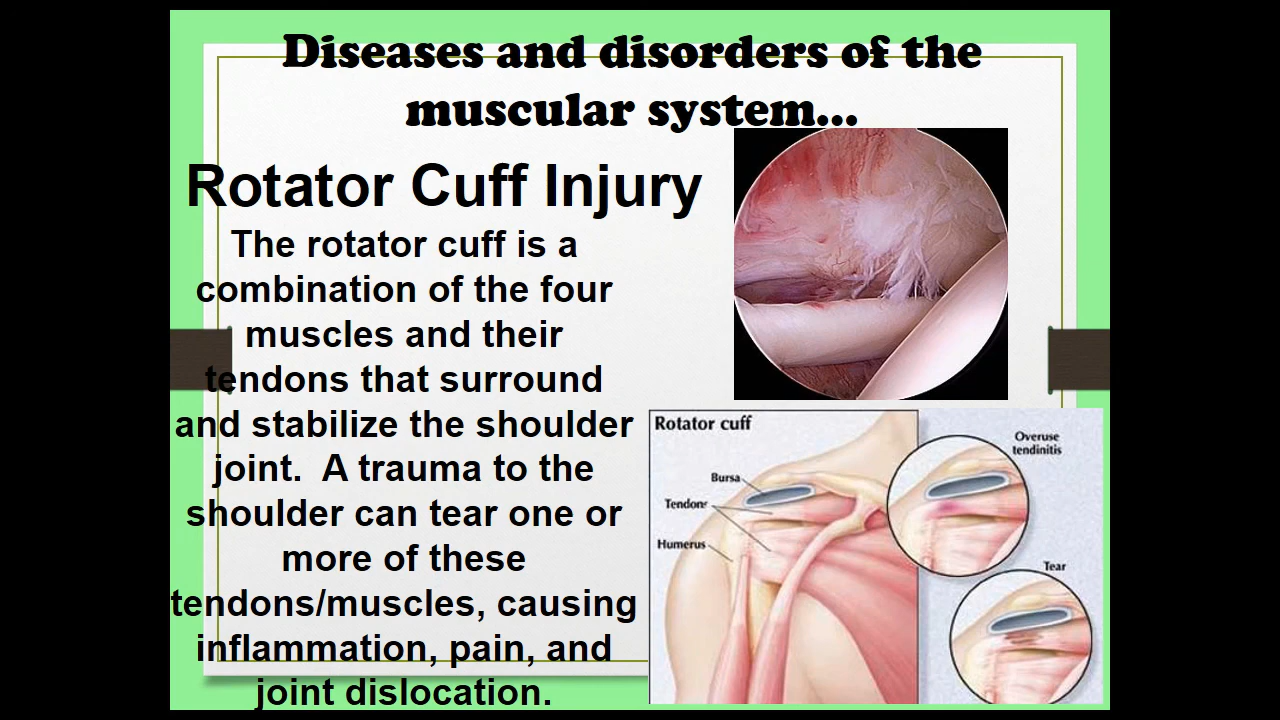 Diseases and disorders of the
muscular system...
Rotator Cuff Injury
The rotator cuff is a
combination of the four
muscles and their
tendons that surround
and stabilize the shoulder
joint.  A trauma to the
shoulder can tear one or
more of these
tendons/muscles, causing
inflammation, pain, and
joint dislocation.
Rotator cuff
Bursa
Tendons
Humerus
Overuse
tendinitis
Tear